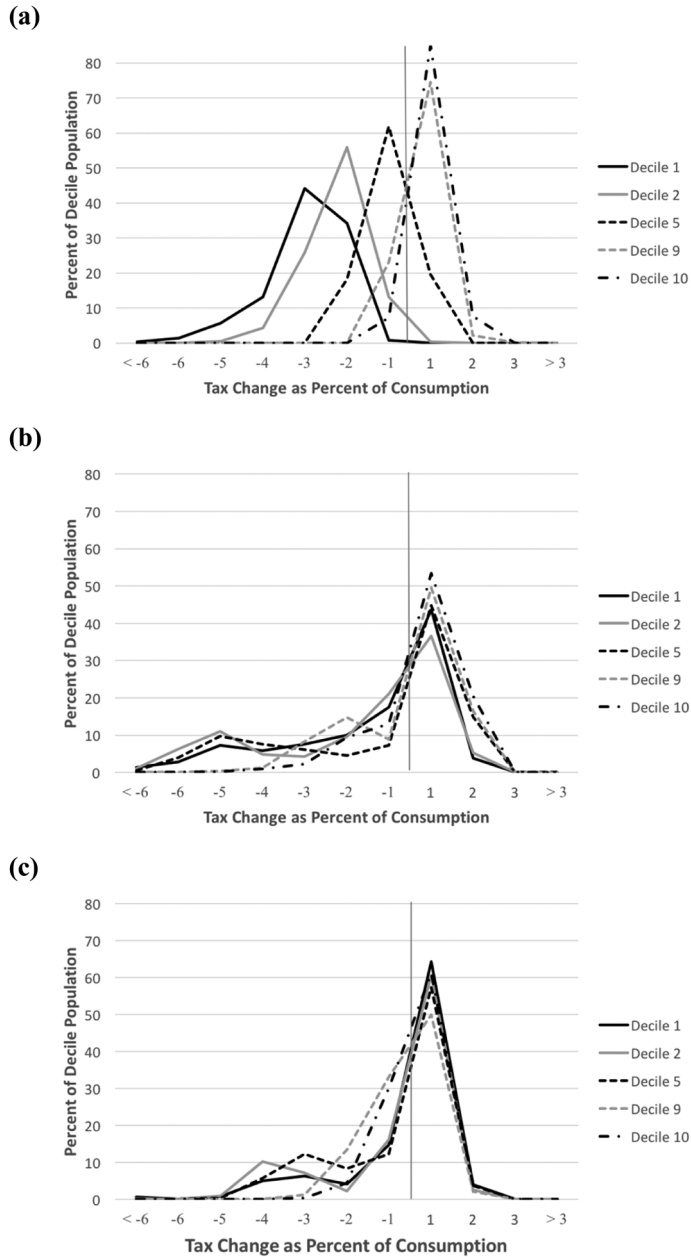 (a)
80
70
60
50
40
30
20
10
0
Percent of Decile Population
< -6 -6 -5 -4 -3 -2 -1 1 2 3 > 3
Tax Change as Percent of Consumption
Decile 1
Decile 2
Decile 5
Decile 9
Decile 10
(b)
80
70
60
50
40
30
20
10
0
Percent of Decile Population
< -6 -6 -5 -4 -3 -2 -1 1 2 3 > 3
Tax Change as Percent of Consumption
Decile 1
Decile 2
Decile 5
Decile 9
Decile 10
(c)
80
70
60
50
40
30
20
10
0
Percent of Decile Population
< -6 -6 -5 -4 -3 -2 -1 1 2 3 > 3
Tax Change as Percent of Consumption
Decile 1
Decile 2
Decile 5
Decile 9
Decile 10